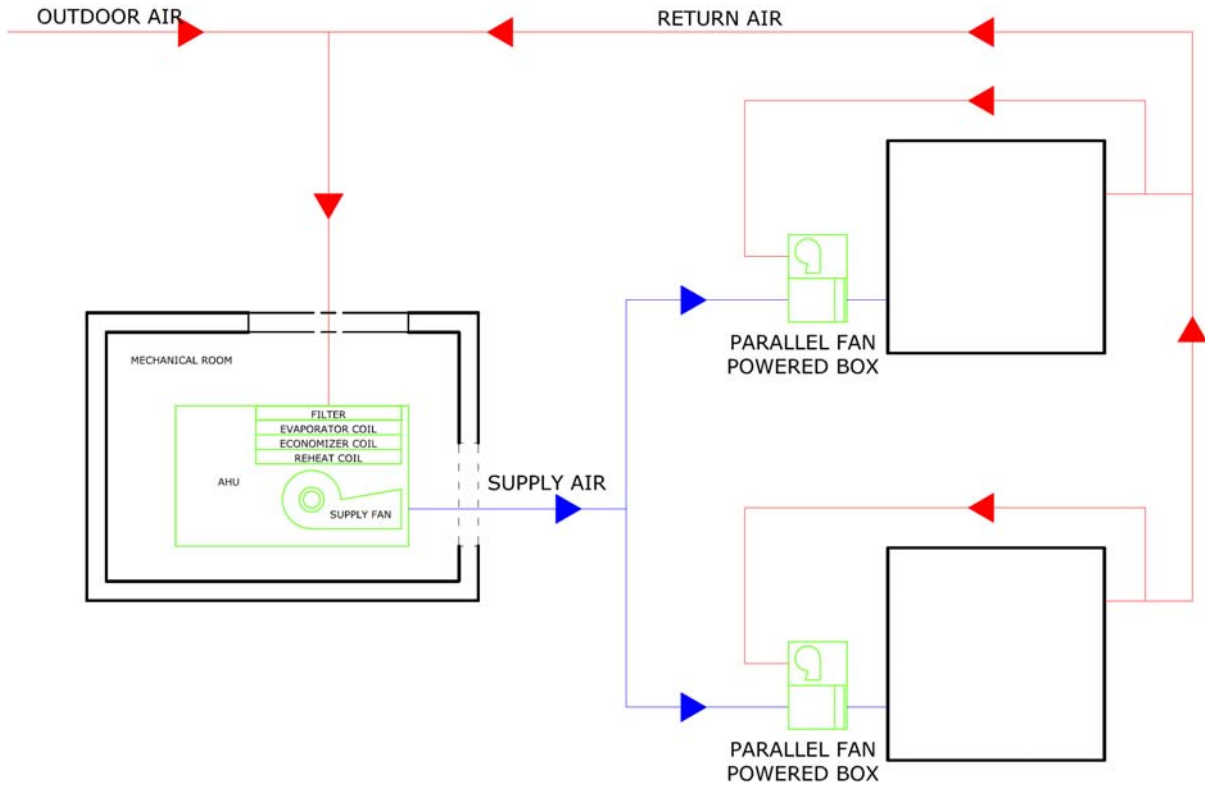 OUTDOOR AIR
RETURN AIR
PARALLEL FAN
POWERED BOX
MECHANICAL ROOM
FILTER
EVAPORATOR COIL
ECONOMIZER COIL
REHEAT COIL
AHU
SUPPLY FAN
SUPPLY AIR
PARALLEL FAN
POWERED BOX